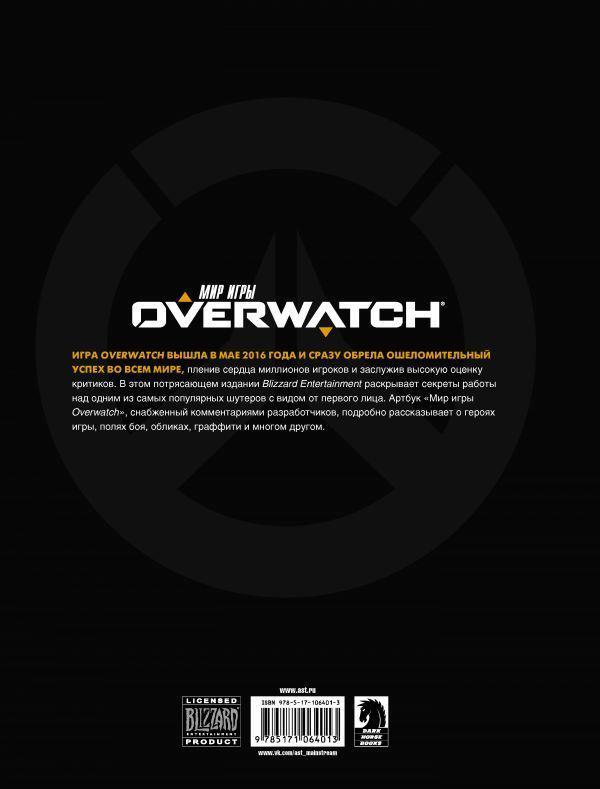 МИР ИГРЫ
OVERWATCH®
ИГРА OVERWATCH ВЫШЛА В МАЕ 2016 ГОДА И СРАЗУ ОБРЕЛА ОШЕЛОМИТЕЛЬНЫЙ
УСПЕХ ВО ВСЕМ МИРЕ, пленив сердца миллионов игроков и заслужив высокую оценку
критиков. В этом потрясающем издании Blizzard Entertainment раскрывает секреты работы
над одним из самых популярных шутеров с видом от первого лица. Артбук «Мир игры
Overwatch», снабженный комментариями разработчиков, подробно рассказывает о героях
игры, полях боя, обликах, граффити и многом другом.
www.ast.ru
LICENSED
BLIZZARD
ENTERTAINMENT
PRODUCT
ISBN 978-5-17-106401-3
9 785171 064013
www.vk.com/ast_mainstream
DARK
HORSE
BOOKS